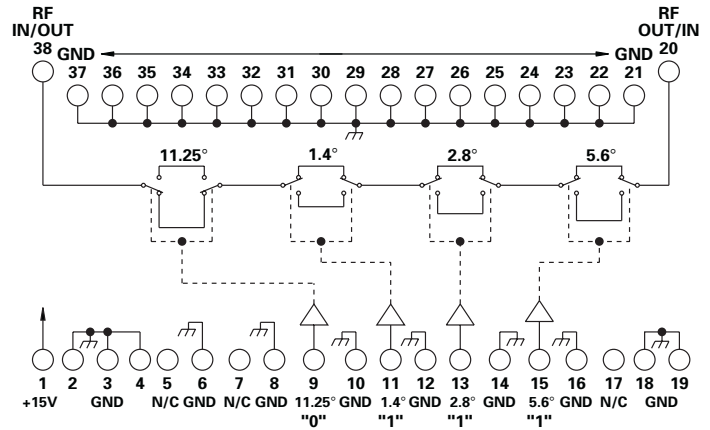 RF RF
IN/OUT OUT/IN
38 GND GND 20
37 36 35 34 33 32 31 30 29 28 27 26 25 24 23 22 21
11.25° 1.4° 2.8° 5.6°
1 2 3 4 5 6 7 8 9 10 11 12 13 14 15 16 17 18 19
+15V GND N/C GND N/C GND 11.25° GND 1.4° GND 2.8° GND 5.6° GND N/C GND
"0" "1" "1" "1"